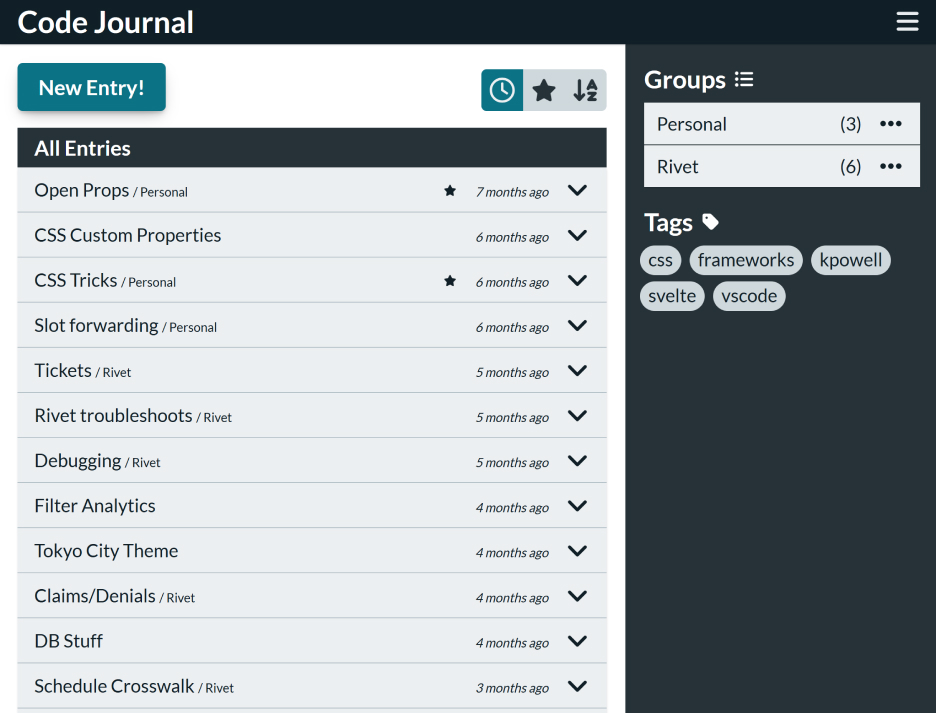 Code Journal
New Entry!
All Entries
Open Props / Personal 7 months ago
CSS Custom Properties 6 months ago
CSS Tricks / Personal 6 months ago
Slot forwarding / Personal 6 months ago
Tickets / Rivet 5 months ago
Rivet troubleshoots / Rivet 5 months ago
Debugging / Rivet 5 months ago
Filter Analytics 4 months ago
Tokyo City Theme 4 months ago
Claims/Denials / Rivet 4 months ago
DB Stuff 4 months ago
Schedule Crosswalk / Rivet 3 months ago
Groups
Personal (3)
Rivet (6)
Tags
css frameworks kpowell
svelte vscode